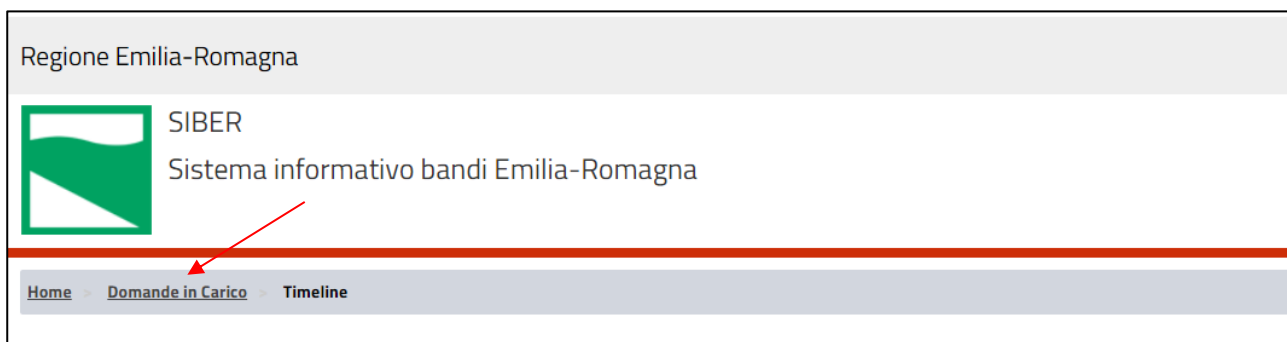 Regione Emilia-Romagna
SIBER
Sistema informativo bandi Emilia-Romagna
Home > Domande in Carico > Timeline